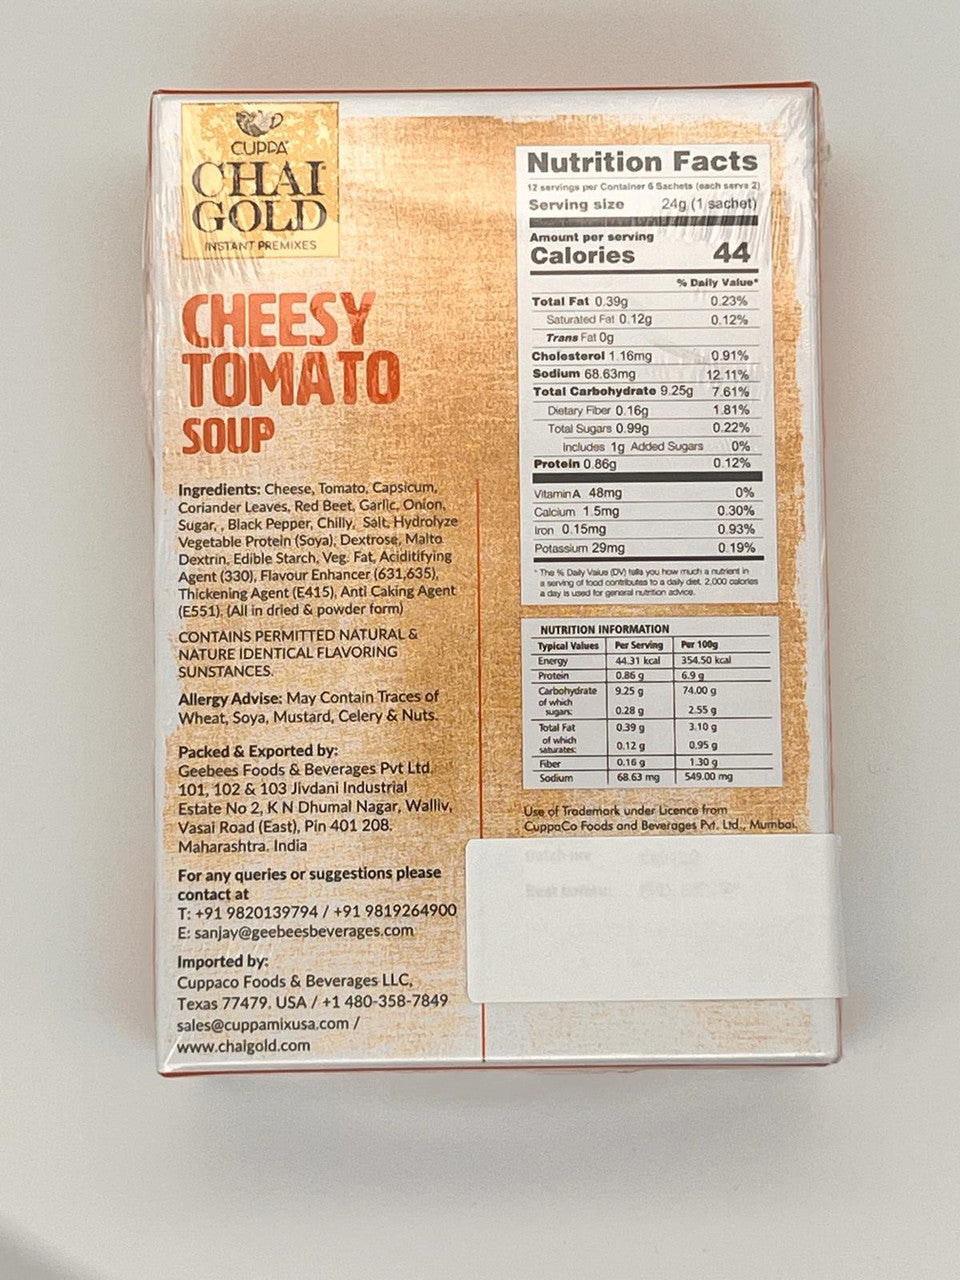 CUPPA
CHAI
GOLD
INSTANT PREMIXES
CHEESY
TOMATO
SOUP
Ingredients: Cheese, Tomato, Capsicum,
Coriander Leaves, Red Beet, Garlic, Onion,
Sugar, , Black Pepper, Chilly, Salt, Hydrolyze
Vegetable Protein (Soya), Dextrose, Malto
Dextrin, Edible Starch, Veg. Fat, Aciditifying
Agent (330), Flavour Enhancer (631,635),
Thickening Agent (E415), Anti Caking Agent
(E551), (All in dried & powder form)
CONTAINS PERMITTED NATURAL &
NATURE IDENTICAL FLAVORING
SUNSTANCES.
Allergy Advise: May Contain Traces of
Wheat, Soya, Mustard, Celery & Nuts.
Packed & Exported by:
Geebees Foods & Beverages Pvt Ltd.
101, 102 & 103 Jivdani Industrial
Estate No 2, K N Dhumal Nagar, Walliv,
Vasai Road (East), Pin 401 208.
Maharashtra. India
For any queries or suggestions please
contact at
T: +91 9820139794 / +91 9819264900
E: sanjay@geebeesbeverages.com
Imported by:
Cuppaco Foods & Beverages LLC,
Texas 77479. USA / +1 480-358-7849
sales@cuppamixusa.com /
www.chaigold.com
Nutrition Facts
12 servings per Container 6 Sachets (each serve 2)
Serving size 24g (1 sachet)
Amount per serving
Calories 44
% Daily Value*
Total Fat 0.39g 0.23%
Saturated Fat 0.12g 0.12%
Trans Fat 0g
Cholesterol 1.16mg 0.91%
Sodium 68.63mg 12.11%
Total Carbohydrate 9.25g 7.61%
Dietary Fiber 0.16g 1.81%
Total Sugars 0.99g 0.22%
Includes 1g Added Sugars 0%
Protein 0.86g 0.12%
Vitamin A 48mg 0%
Calcium 1.5mg 0.30%
Iron 0.15mg 0.93%
Potassium 29mg 0.19%
* The % Daily Value (DV) tells you how much a nutrient in
a serving of food contributes to a daily diet. 2,000 calories
a day is used for general nutrition advice.
NUTRITION INFORMATION
Typical Values Per Serving Per 100g
Energy 44.31 kcal 354.50 kcal
Protein 0.86 g 6.9 g
Carbohydrate 9.25 g 74.00 g
of which
sugars: 0.28 g 2.55 g
Total Fat 0.39 g 3.10 g
of which
saturates: 0.12 g 0.95 g
Fiber 0.16 g 1.30 g
Sodium 68.63 mg 549.00 mg
Use of Trademark under Licence from
CuppaCo Foods and Beverages Pvt. Ltd., Mumbai.